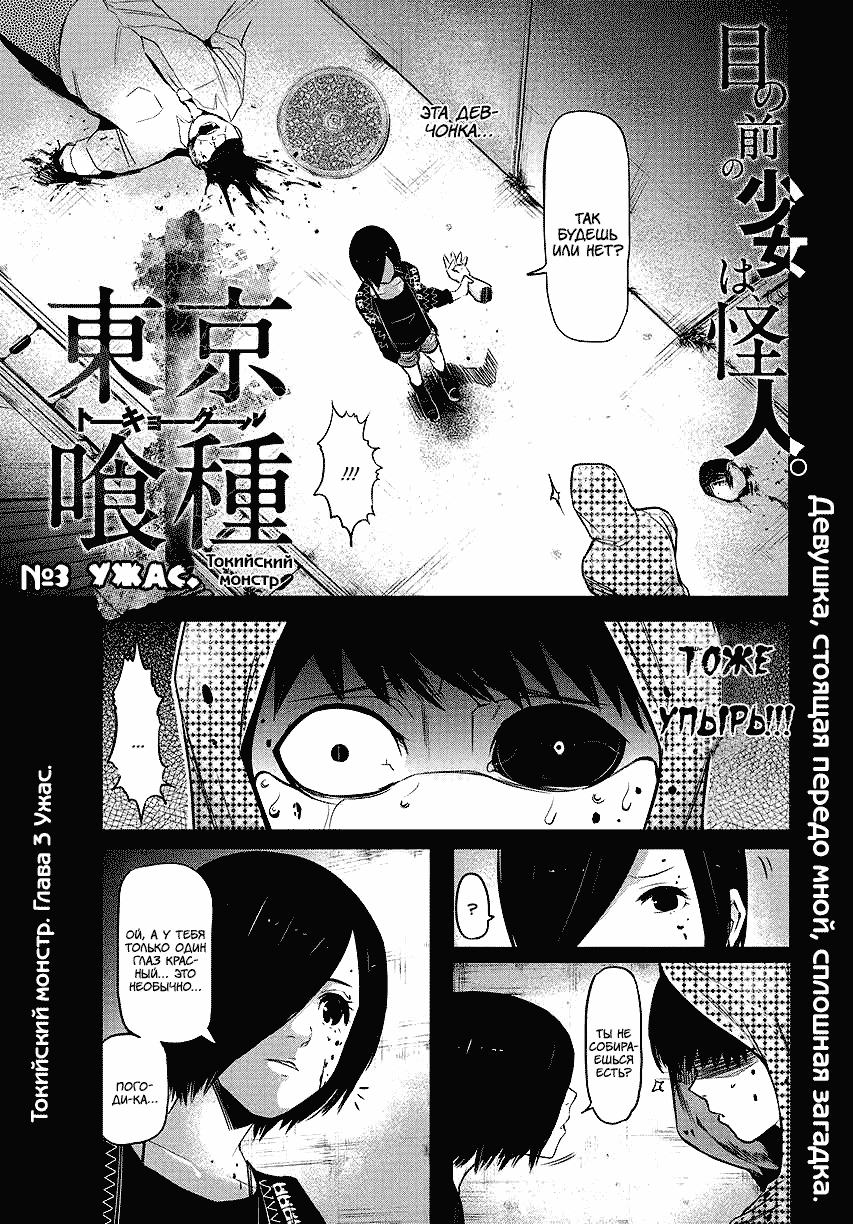 目の前の少女は怪人。
ЭТА ДЕВ-
ЧОНКА...
ТАК
БУДЕШЬ
ИЛИ НЕТ?
東京
トーキョーグール
喰種
!!!
Токийский
монстр
№3 УЖАС.
Девушка, стоящая передо мной, сплошная загадка.
ТОЖЕ
УПЫРЬ!!!
...
?
ТЫ НЕ
СОБИРА-
ЕШЬСЯ
ЕСТЬ?
ОЙ, А У ТЕБЯ
ТОЛЬКО ОДИН
ГЛАЗ КРАС-
НЫЙ... ЭТО
НЕОБЫЧНО...
ПОГО-
ДИ-КА...
Токийский монстр. Глава 3 Ужас.